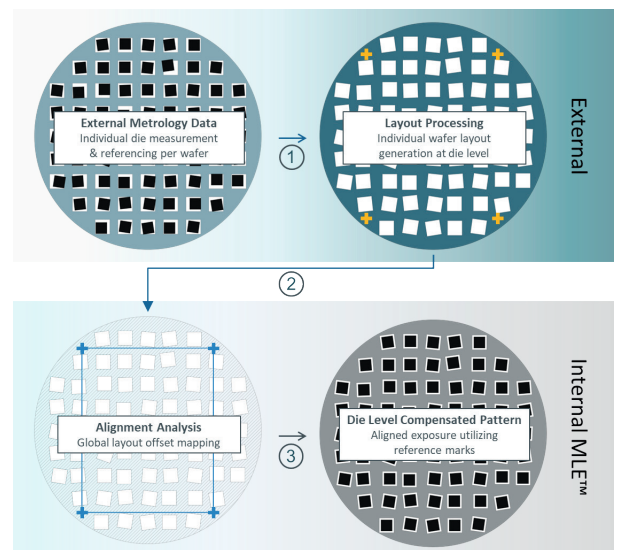 External Metrology Data
Individual die measurement
& referencing per wafer
1
Layout Processing
Individual wafer layout
generation at die level
External
2
Alignment Analysis
Global layout offset mapping
3
Die Level Compensated Pattern
Aligned exposure utilizing
reference marks
Internal MLE™